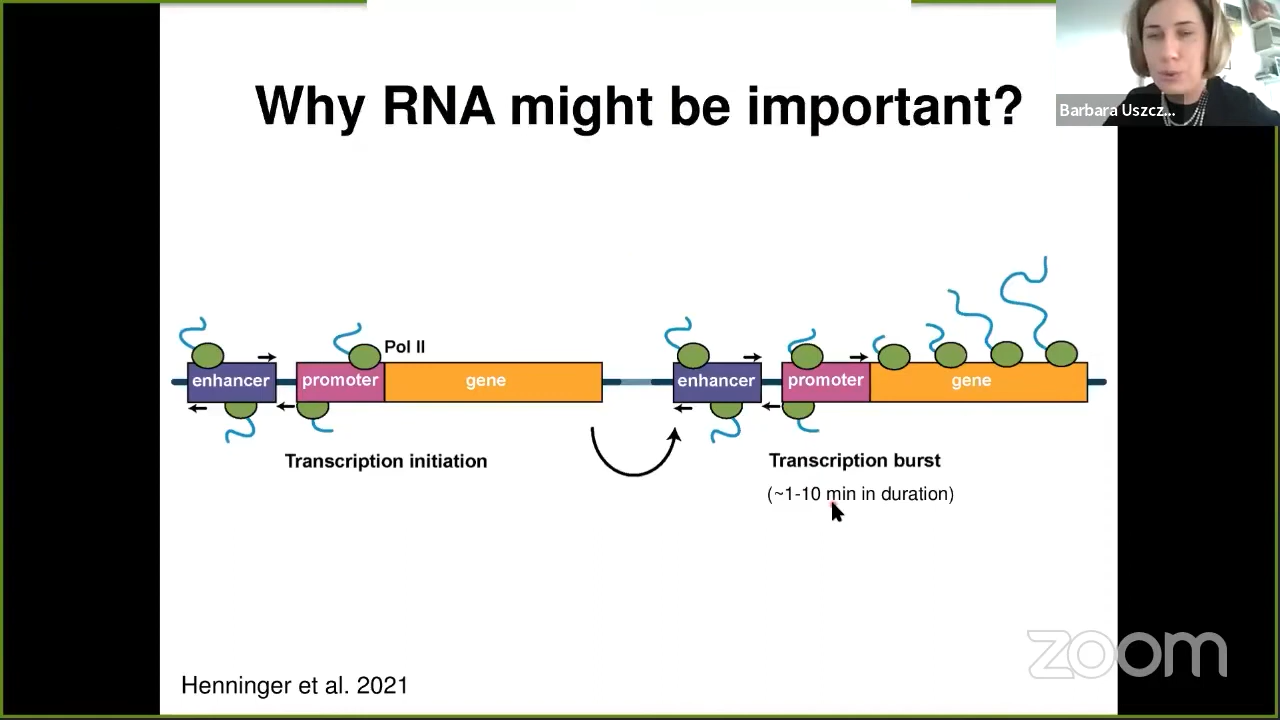 Why RNA might be important?
Barbara Uszcz...
Pol II
enhancer promoter gene
enhancer promoter gene
Transcription initiation
Transcription burst
(~1-10 min in duration)
zoom
Henninger et al. 2021